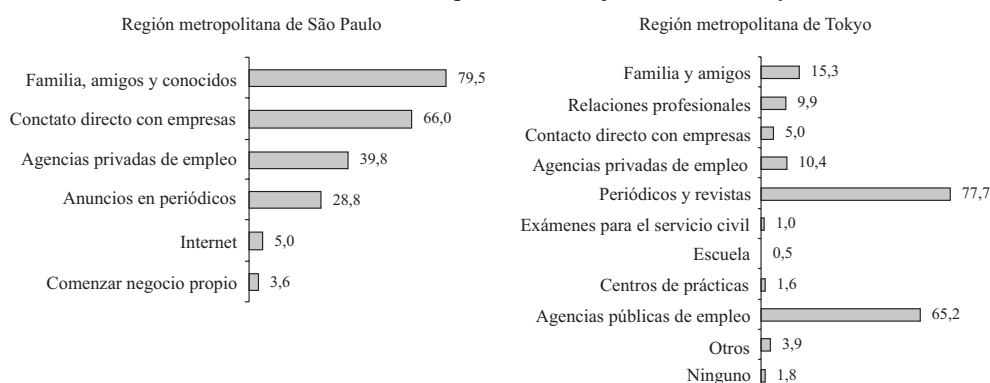 Región metropolitana de São Paulo
Familia, amigos y conocidos 79,5
Conctato directo con empresas 66,0
Agencias privadas de empleo 39,8
Anuncios en periódicos 28,8
Internet 5,0
Comenzar negocio propio 3,6
Región metropolitana de Tokyo
Familia y amigos 15,3
Relaciones profesionales 9,9
Contacto directo con empresas 5,0
Agencias privadas de empleo 10,4
Periódicos y revistas 77,7
Exámenes para el servicio civil 1,0
Escuela 0,5
Centros de prácticas 1,6
Agencias públicas de empleo 65,2
Otros 3,9
Ninguno 1,8